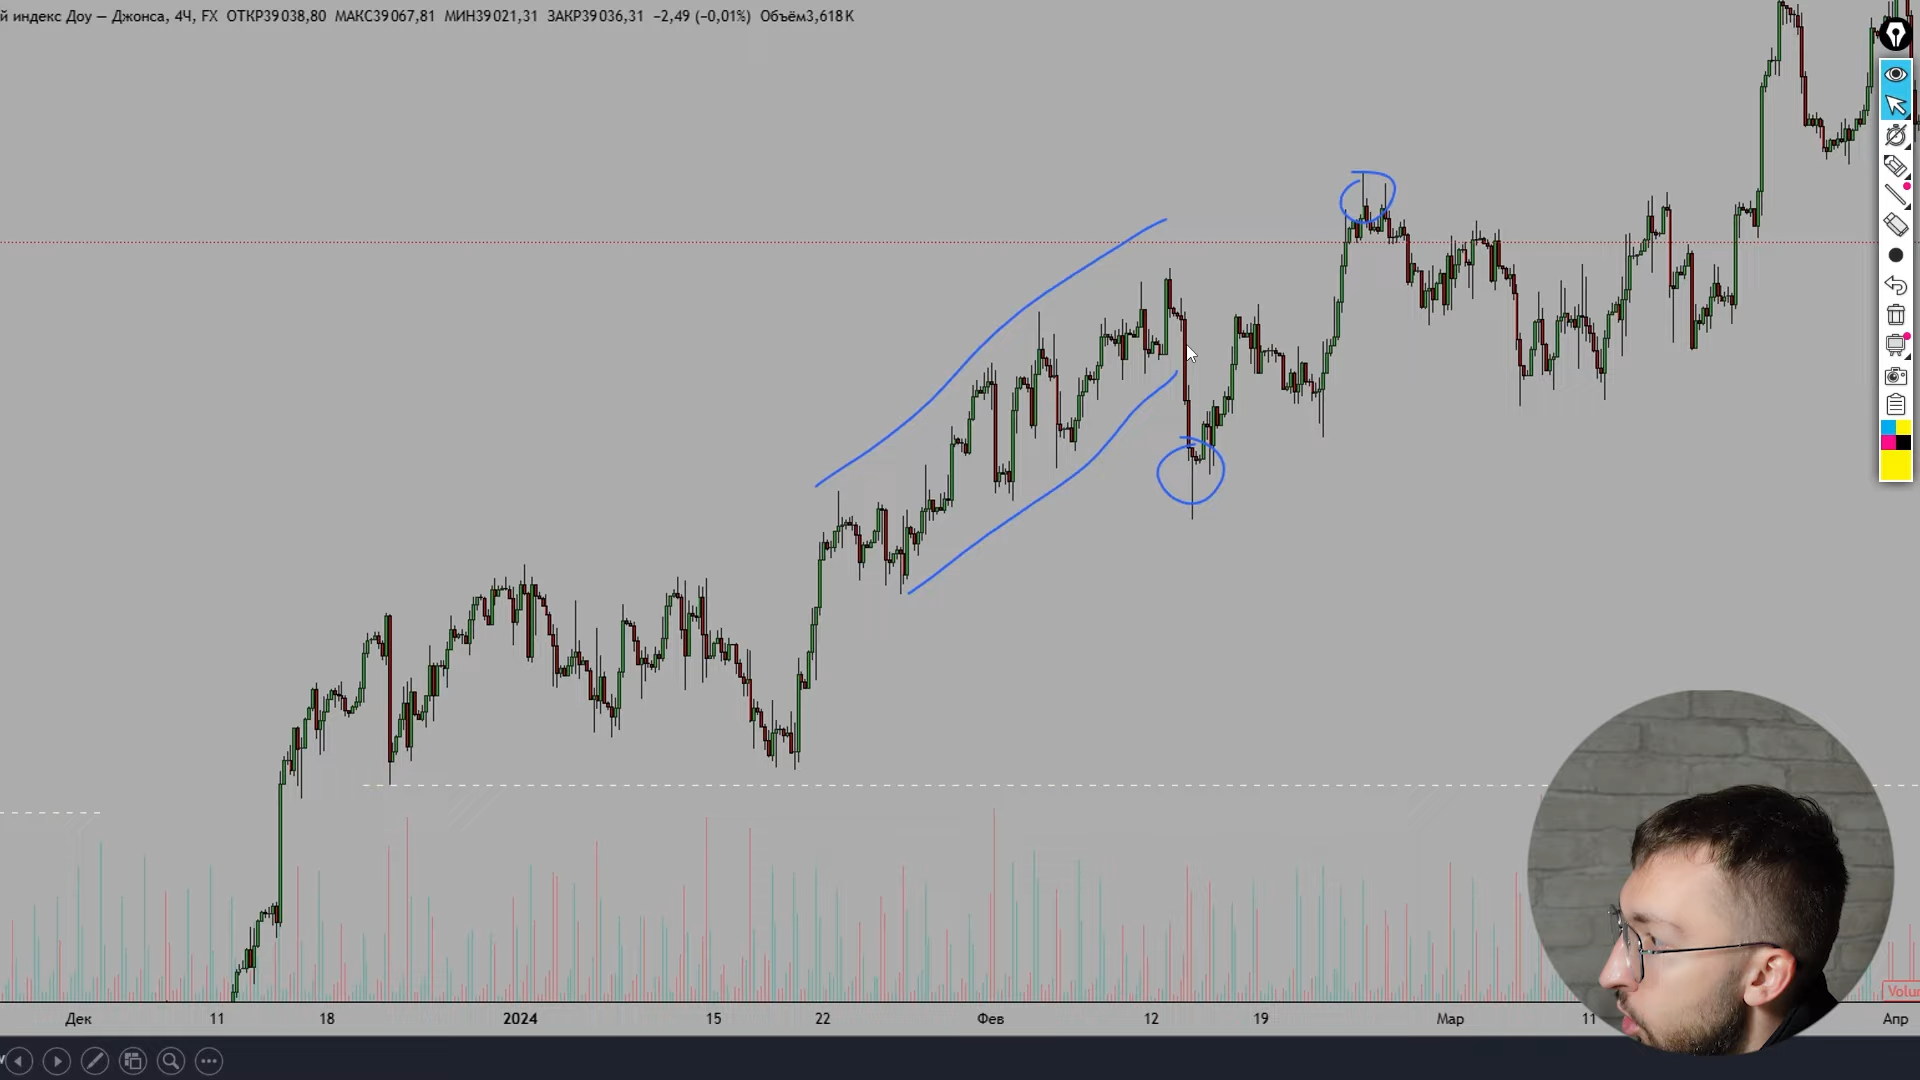 й индекс Доу – Джонса, 4Ч, FX ОТКР39038,80 МАКС39067,81 МИН39021,31 ЗАКР39036,31 −2,49 (−0,01%) Объём3,618K
Volu
Дек 11 18 2024 15 22 Фев 12 19 Мар 11 Апр